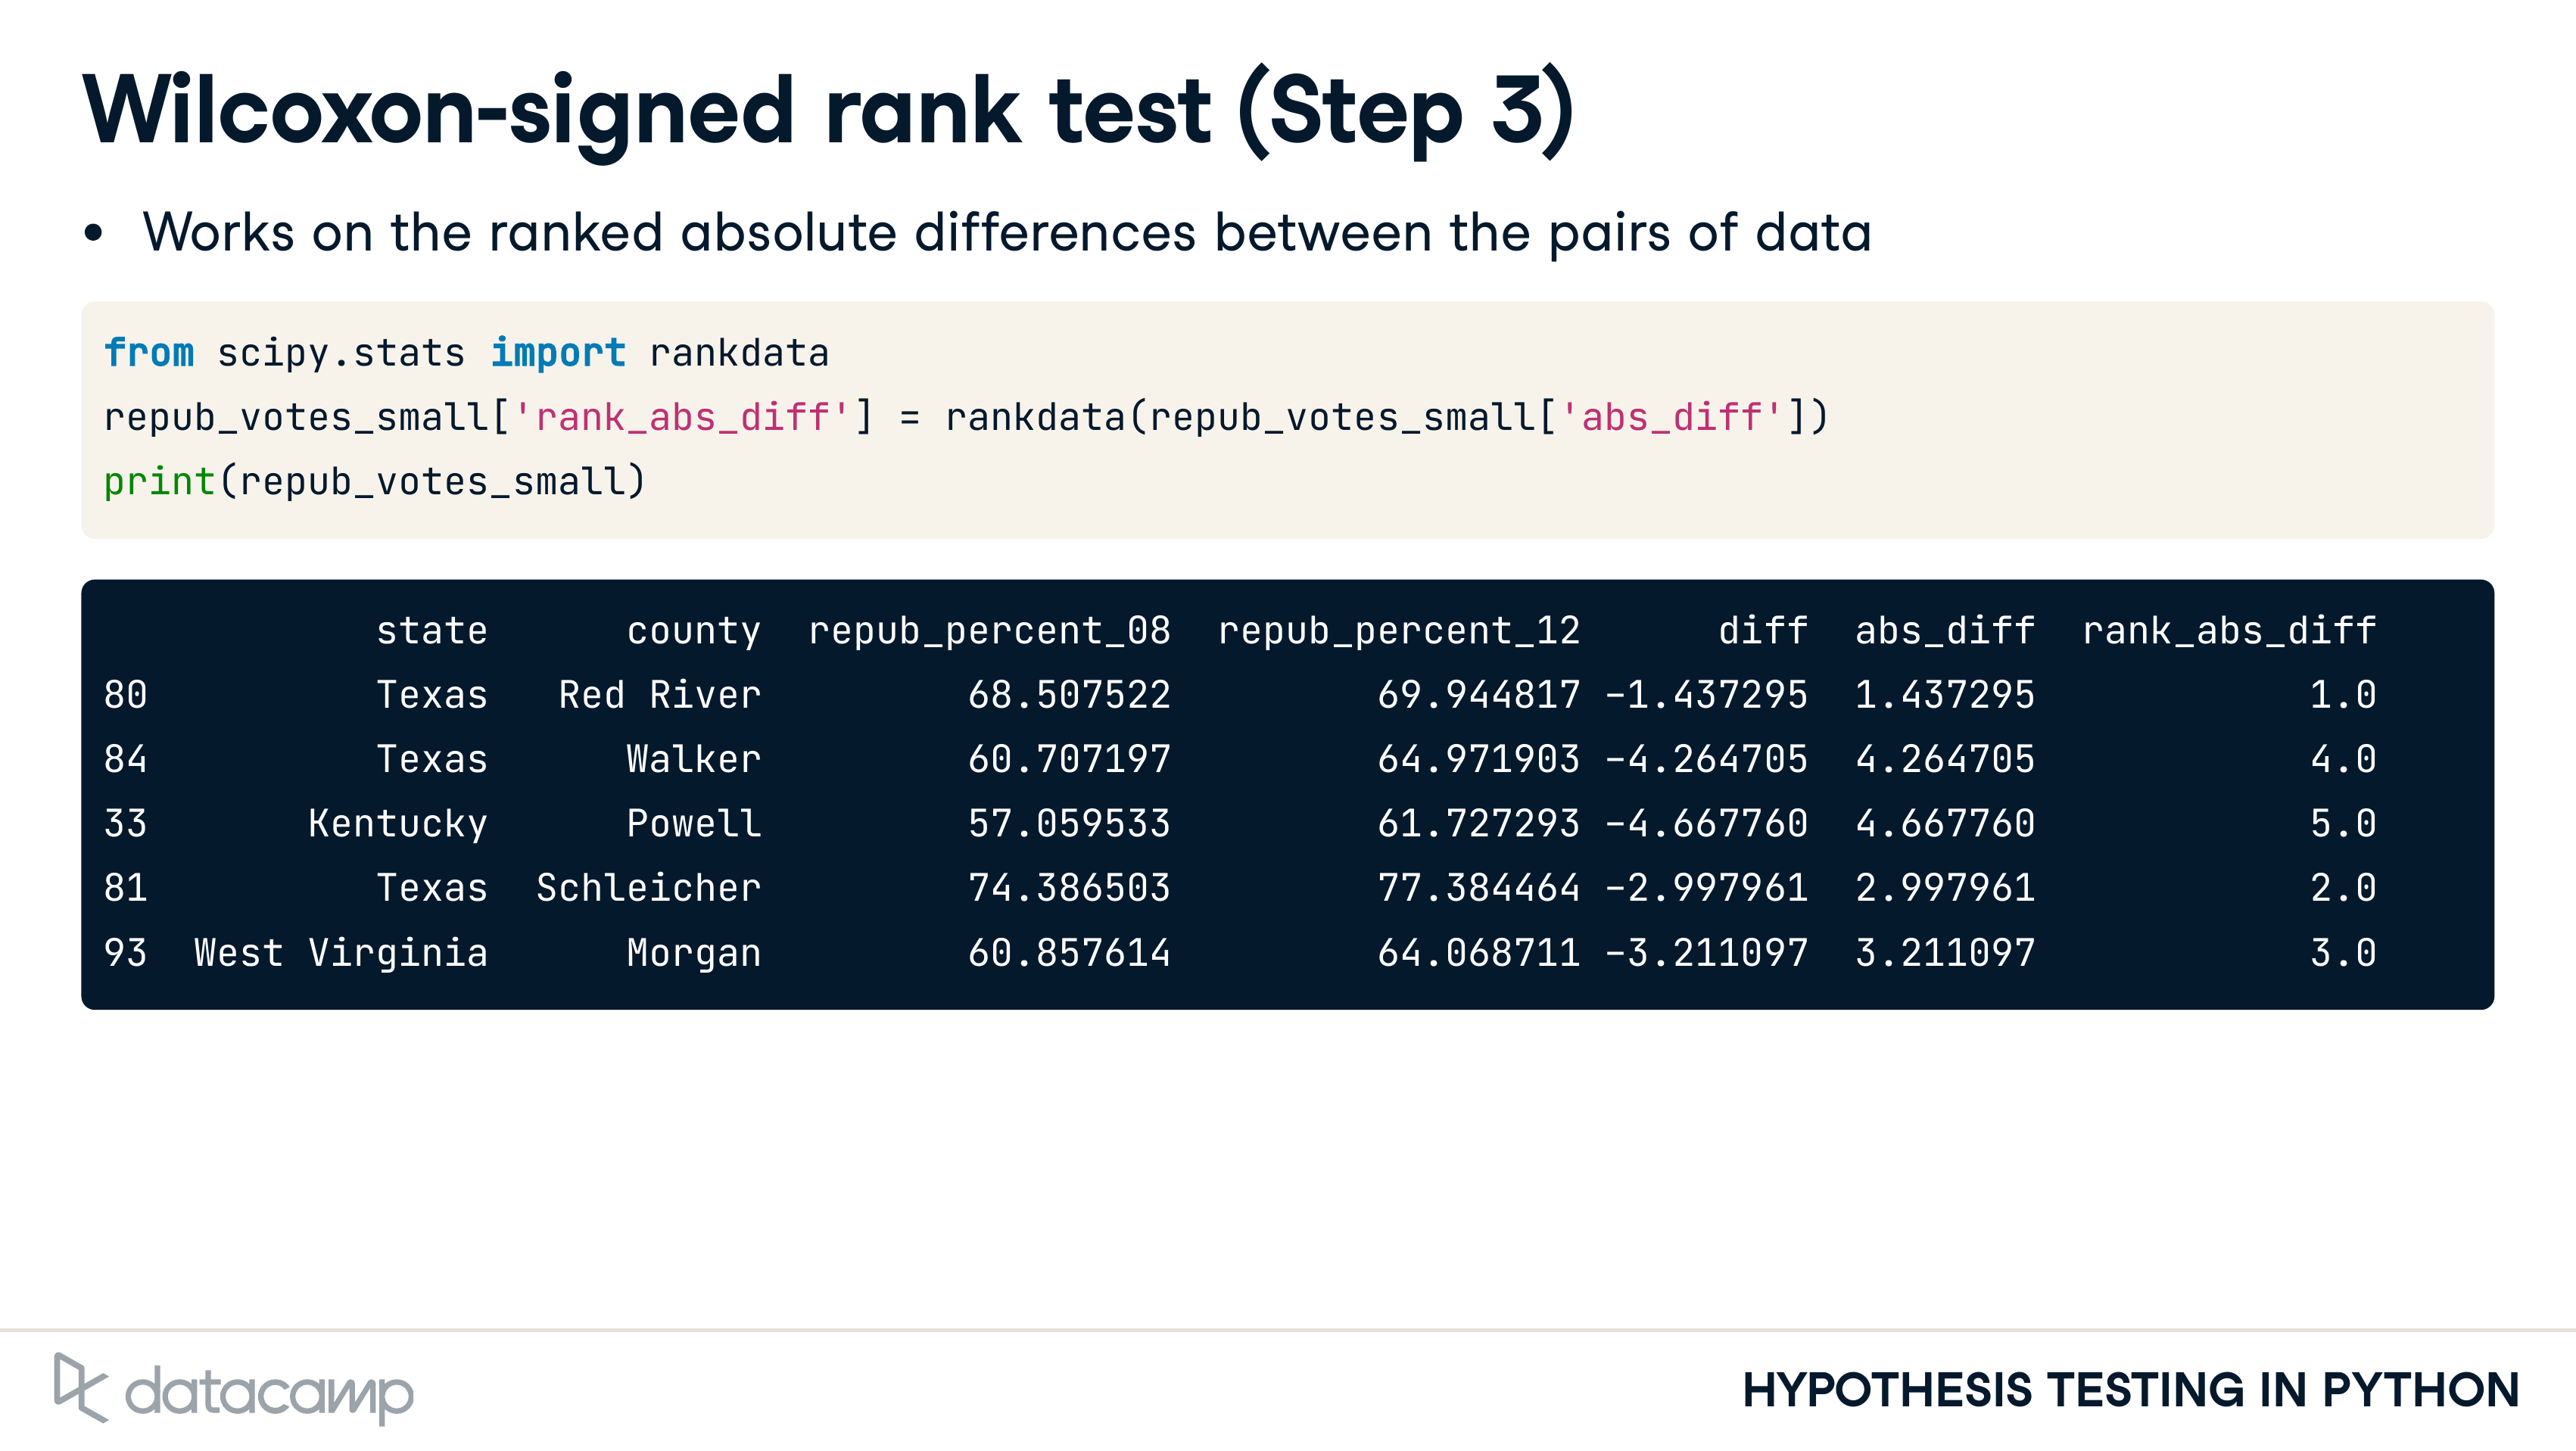 Wilcoxon-signed rank test (Step 3)
• Works on the ranked absolute differences between the pairs of data
from scipy.stats import rankdata
repub_votes_small['rank_abs_diff'] = rankdata(repub_votes_small['abs_diff'])
print(repub_votes_small)
state county repub_percent_08 repub_percent_12 diff abs_diff rank_abs_diff
80 Texas Red River 68.507522 69.944817 -1.437295 1.437295 1.0
84 Texas Walker 60.707197 64.971903 -4.264705 4.264705 4.0
33 Kentucky Powell 57.059533 61.727293 -4.667760 4.667760 5.0
81 Texas Schleicher 74.386503 77.384464 -2.997961 2.997961 2.0
93 West Virginia Morgan 60.857614 64.068711 -3.211097 3.211097 3.0
datacamp
HYPOTHESIS TESTING IN PYTHON